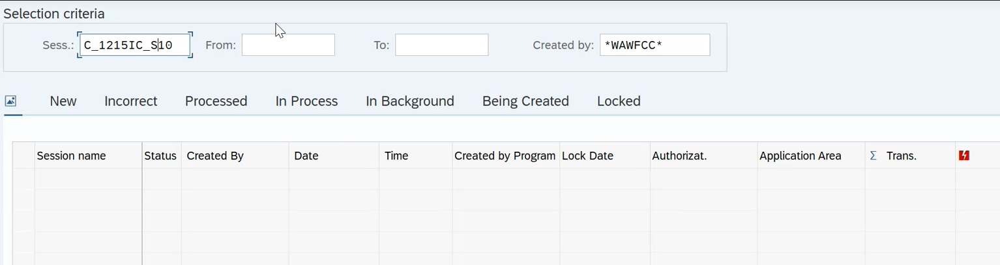 Selection criteria
Sess.: C_1215IC_S10 From: To: Created by: *WAWFCC*
New Incorrect Processed In Process In Background Being Created Locked
Session name Status Created By Date Time Created by Program Lock Date Authorizat. Application Area Σ Trans.